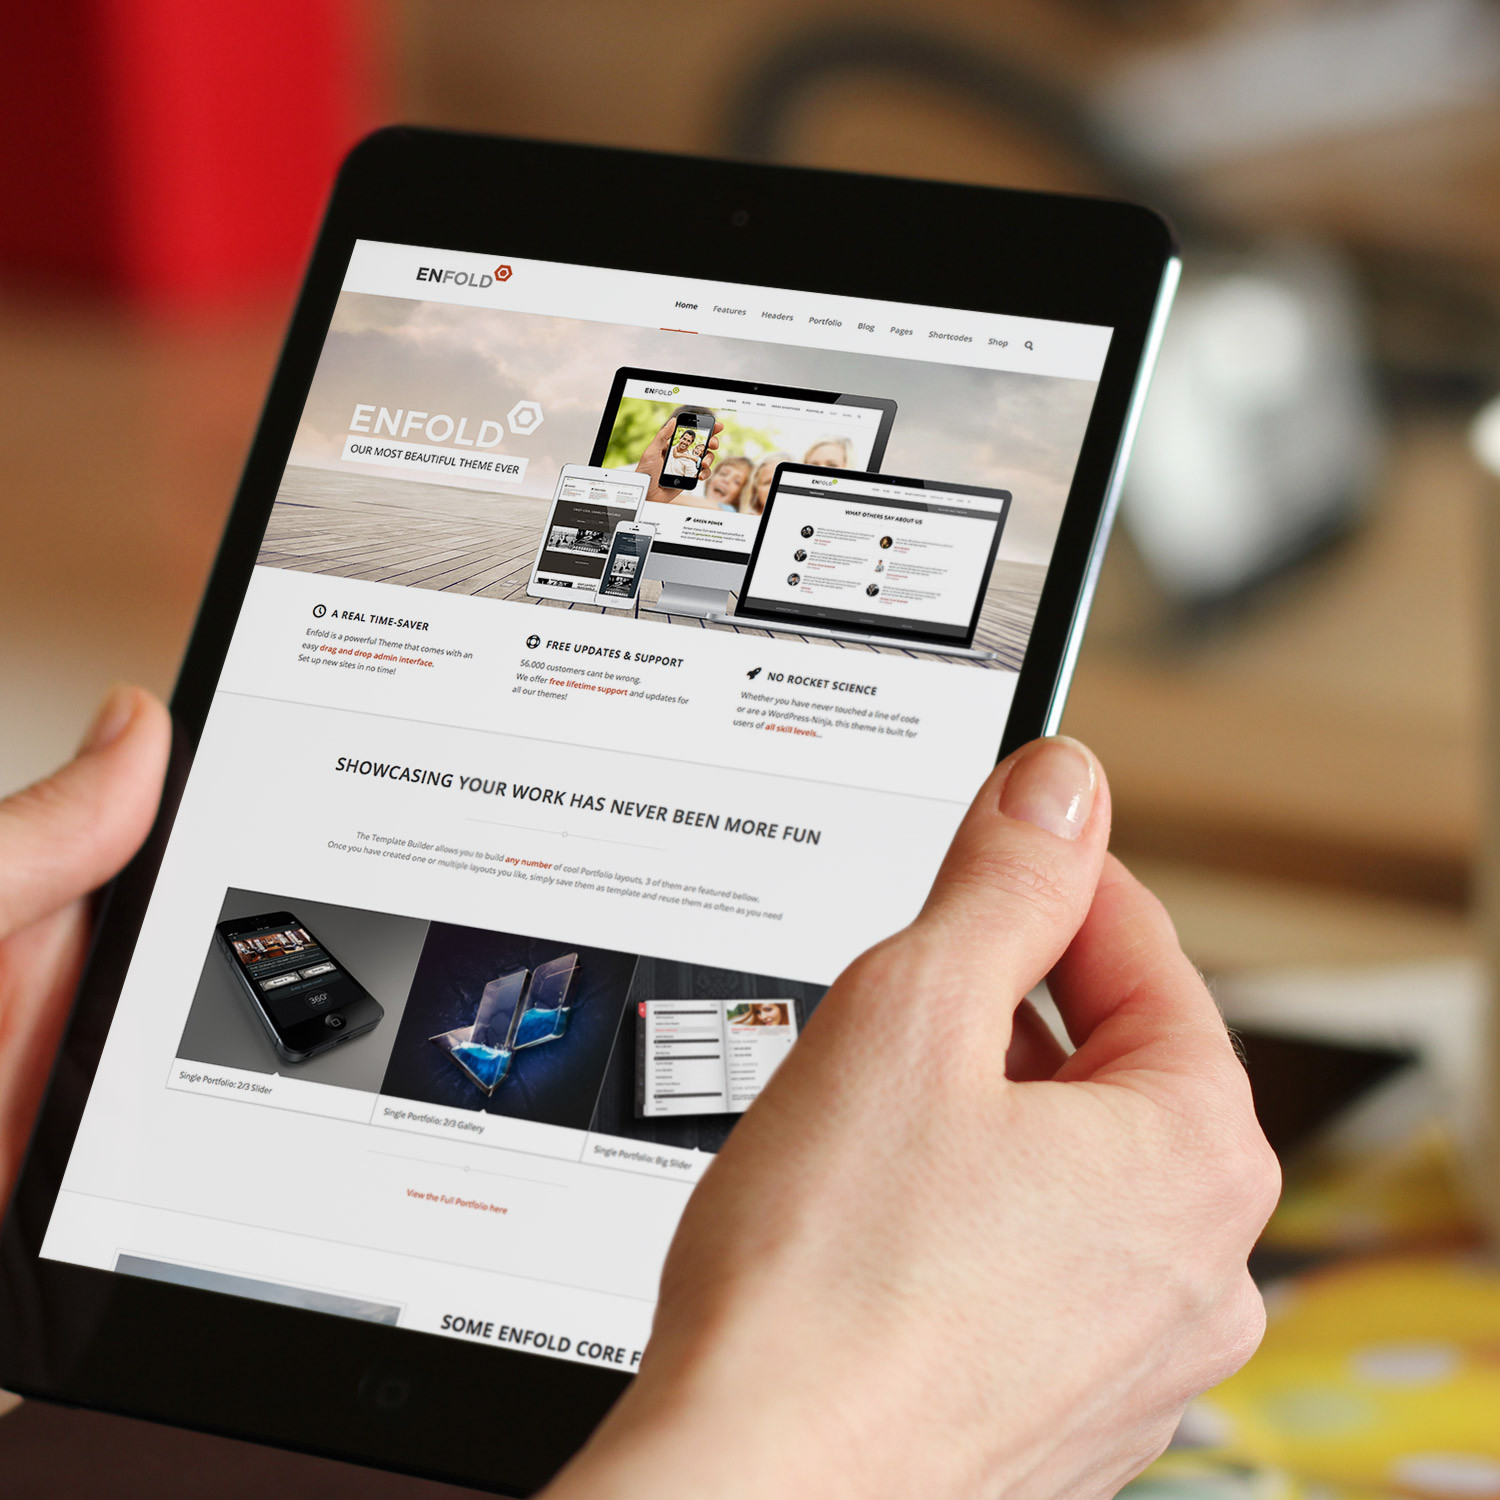 ENFOLD
Home Features Headers Portfolio Blog Pages Shortcodes Shop
ENFOLD
OUR MOST BEAUTIFUL THEME EVER
ENFOLD
GREEN POWER
ENFOLD
WHAT OTHERS SAY ABOUT US
A REAL TIME-SAVER
Enfold is a powerful Theme that comes with an
easy drag and drop admin interface.
Set up new sites in no time!
FREE UPDATES & SUPPORT
56.000 customers cant be wrong.
We offer free lifetime support and updates for
all our themes!
NO ROCKET SCIENCE
Whether you have never touched a line of code
or are a WordPress-Ninja, this theme is built for
users of all skill levels...
SHOWCASING YOUR WORK HAS NEVER BEEN MORE FUN
The Template Builder allows you to build any number of cool Portfolio layouts, 3 of them are featured bellow.
Once you have created one or multiple layouts you like, simply save them as template and reuse them as often as you need
360°
Single Portfolio: 2/3 Slider
Single Portfolio: 2/3 Gallery
Single Portfolio: Big Slider
View the Full Portfolio here
SOME ENFOLD CORE F